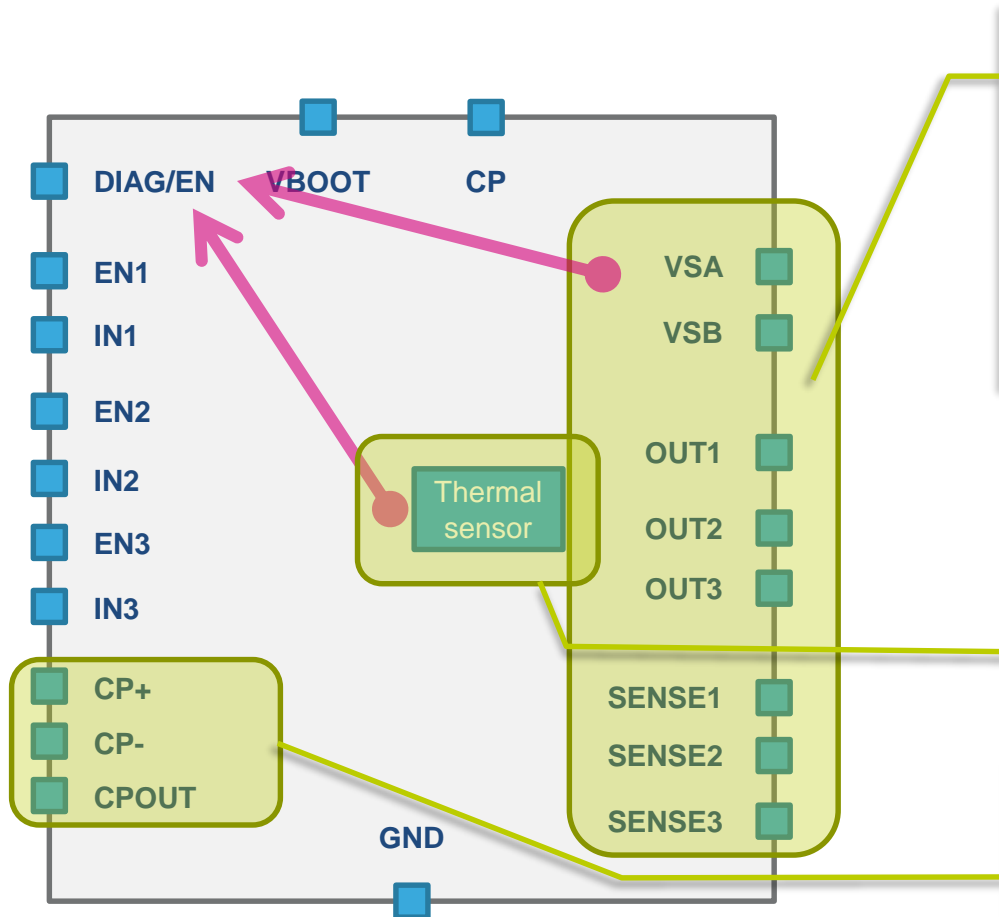 DIAG/EN
VBOOT
CP
EN1
IN1
EN2
IN2
EN3
IN3
CP+
CP-
CPOUT
GND
Thermal
sensor
VSA
VSB
OUT1
OUT2
OUT3
SENSE1
SENSE2
SENSE3